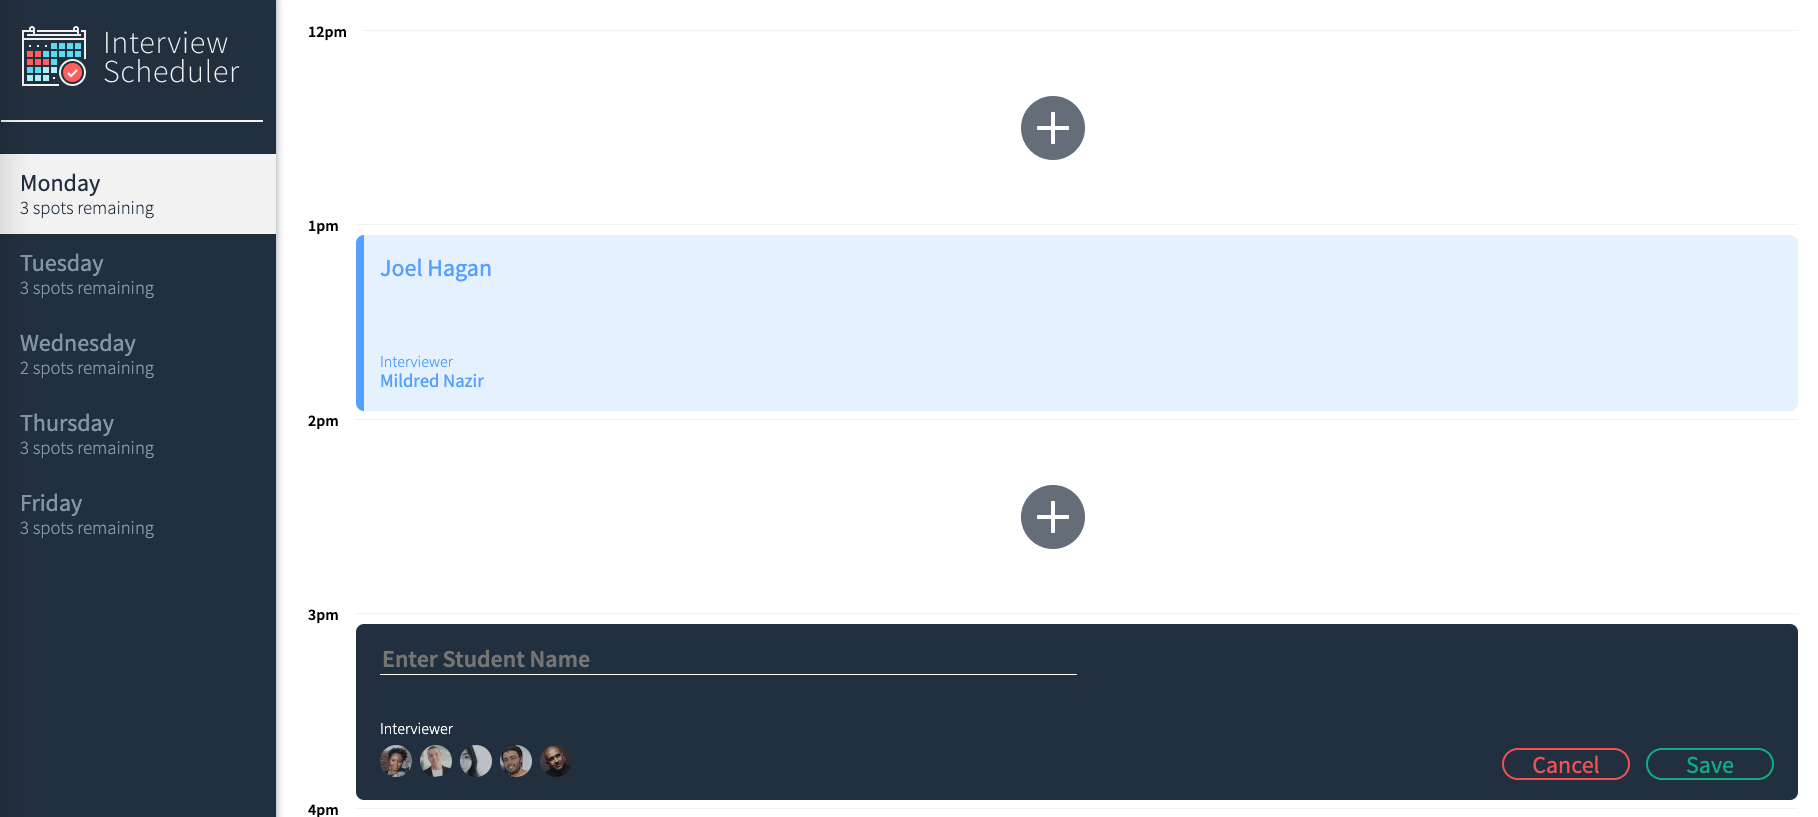 Interview
Scheduler
Monday
3 spots remaining
Tuesday
3 spots remaining
Wednesday
2 spots remaining
Thursday
3 spots remaining
Friday
3 spots remaining
12pm
1pm
Joel Hagan
Interviewer
Mildred Nazir
2pm
3pm
Enter Student Name
Interviewer
Cancel
Save
4pm